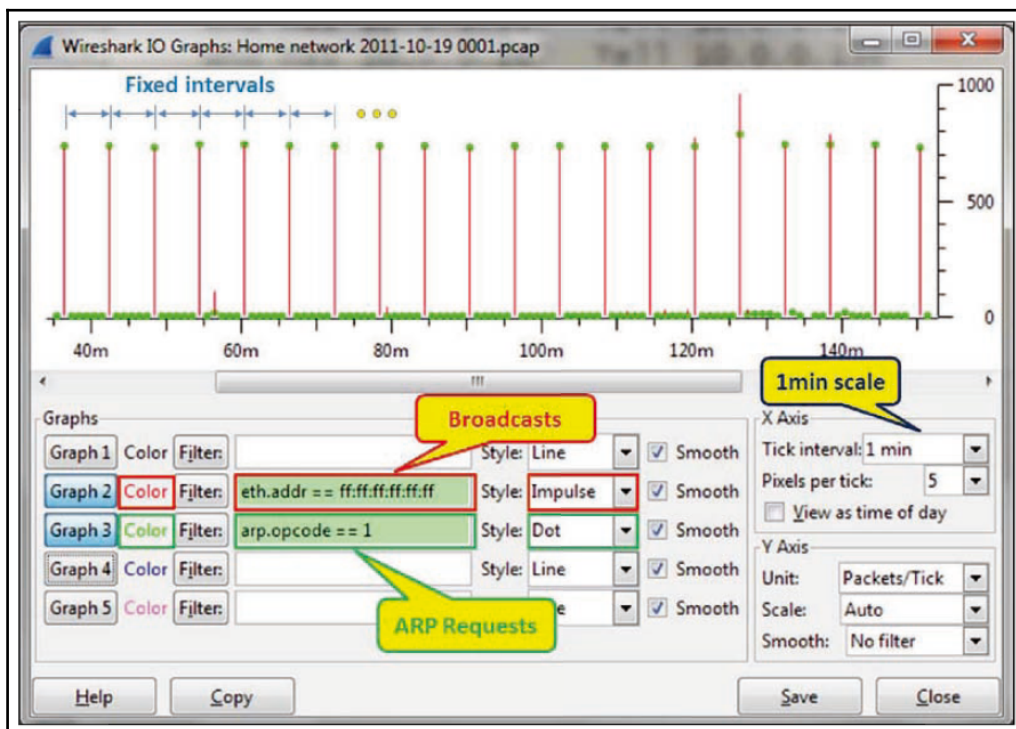 Wireshark IO Graphs: Home network 2011-10-19 0001.pcap
Fixed intervals
1000
500
0
40m 60m 80m 100m 120m 140m
1min scale
Broadcasts
Graphs
Graph 1 Color Filter: Style: Line Smooth
Graph 2 Color Filter: eth.addr == ff:ff:ff:ff:ff:ff Style: Impulse Smooth
Graph 3 Color Filter: arp.opcode == 1 Style: Dot Smooth
Graph 4 Color Filter: Style: Line Smooth
Graph 5 Color Filter: Smooth
ARP Requests
X Axis
Tick interval: 1 min
Pixels per tick: 5
View as time of day
Y Axis
Unit: Packets/Tick
Scale: Auto
Smooth: No filter
Help Copy Save Close